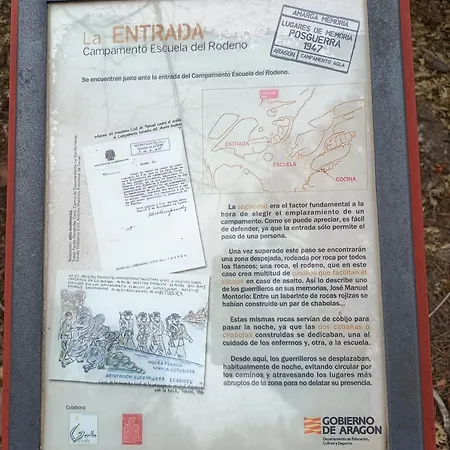 La ENTRADA
Campamento Escuela del Rodeno
AMARGA MEMORIA
LUGARES DE MEMORIA
POSGUERRA
1947
ARAGÓN CAMPAMENTO AGLA
Se encuentran justo ante la entrada del Campamento Escuela del Rodeno.
ENTRADA
ESCUELA
COCINA
La seguridad era el factor fundamental a la
hora de elegir el emplazamiento de un
campamento. Como se puede apreciar, es fácil
de defender, ya que la entrada sólo permite el
paso de una persona.
Una vez superado este paso se encontrarán
una zona despejada, rodeada por roca por todos
los flancos; una roca, el rodeno, que en este
caso crea multitud de pasillos que facilitan el
escape en caso de asalto. Así lo describe uno
de los guerrilleros en sus memorias, José Manuel
Montorio: Entre un laberinto de rocas rojizas se
habían construido un par de chabolas...
Estas mismas rocas servían de cobijo para
pasar la noche, ya que las dos cabañas o
chabolas construidas se dedicaban, una al
cuidado de los enfermos y, otra, a la escuela.
Desde aquí, los guerrilleros se desplazaban,
habitualmente de noche, evitando circular por
los caminos y atravesando los lugares más
abruptos de la zona para no delatar su presencia.
AGRUPACION GUERRILLERA LEVANTE
Colabora:
GOBIERNO
DE ARAGON
Departamento de Educación,
Cultura y Deporte